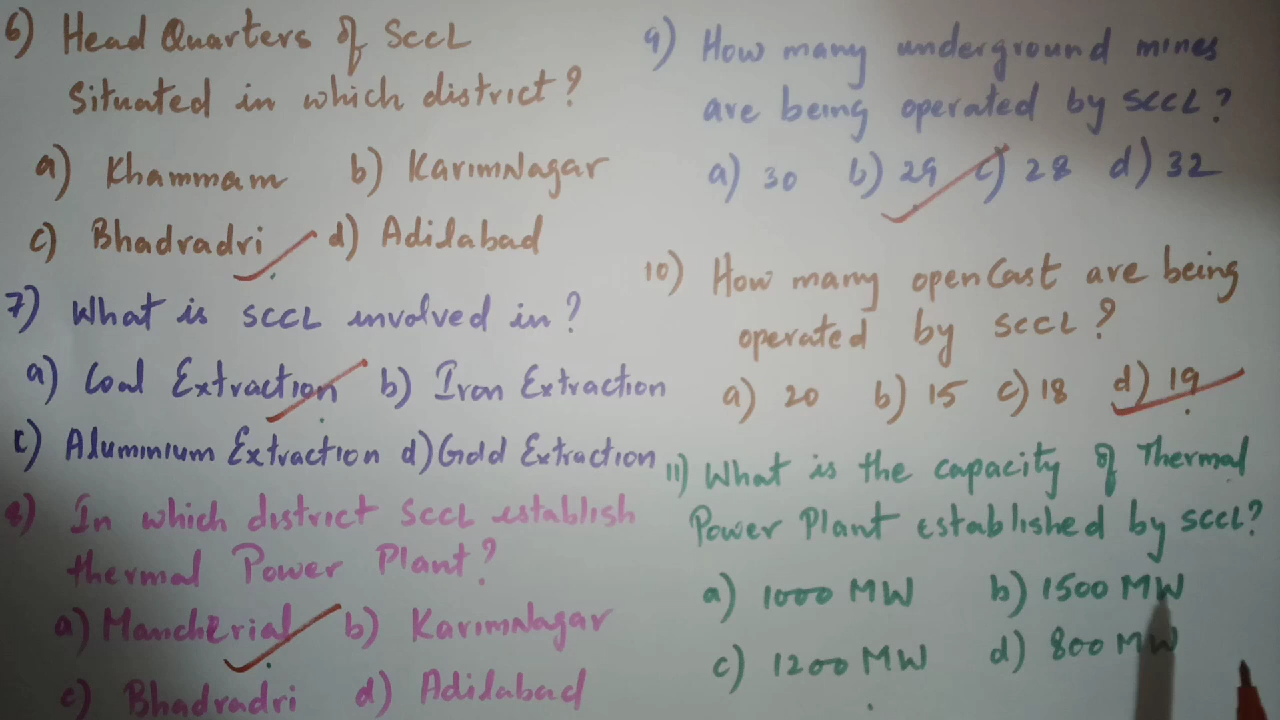 6) Head Quarters of SCCL
Situated in which district?
a) Khammam b) KarimNagar
c) Bhadradri d) Adilabad
7) What is SCCL involved in?
a) Coal Extraction b) Iron Extraction
c) Aluminium Extraction d) Gold Extraction
8) In which district SCCL establish
thermal Power Plant?
a) Mancherial b) KarimNagar
c) Bhadradri d) Adilabad
9) How many underground mines
are being operated by SCCL?
a) 30 b) 29 c) 28 d) 32
10) How many openCast are being
operated by SCCL?
a) 20 b) 15 c) 18 d) 19
11) What is the capacity of Thermal
Power Plant established by SCCL?
a) 1000 MW b) 1500 MW
c) 1200 MW d) 800 MW